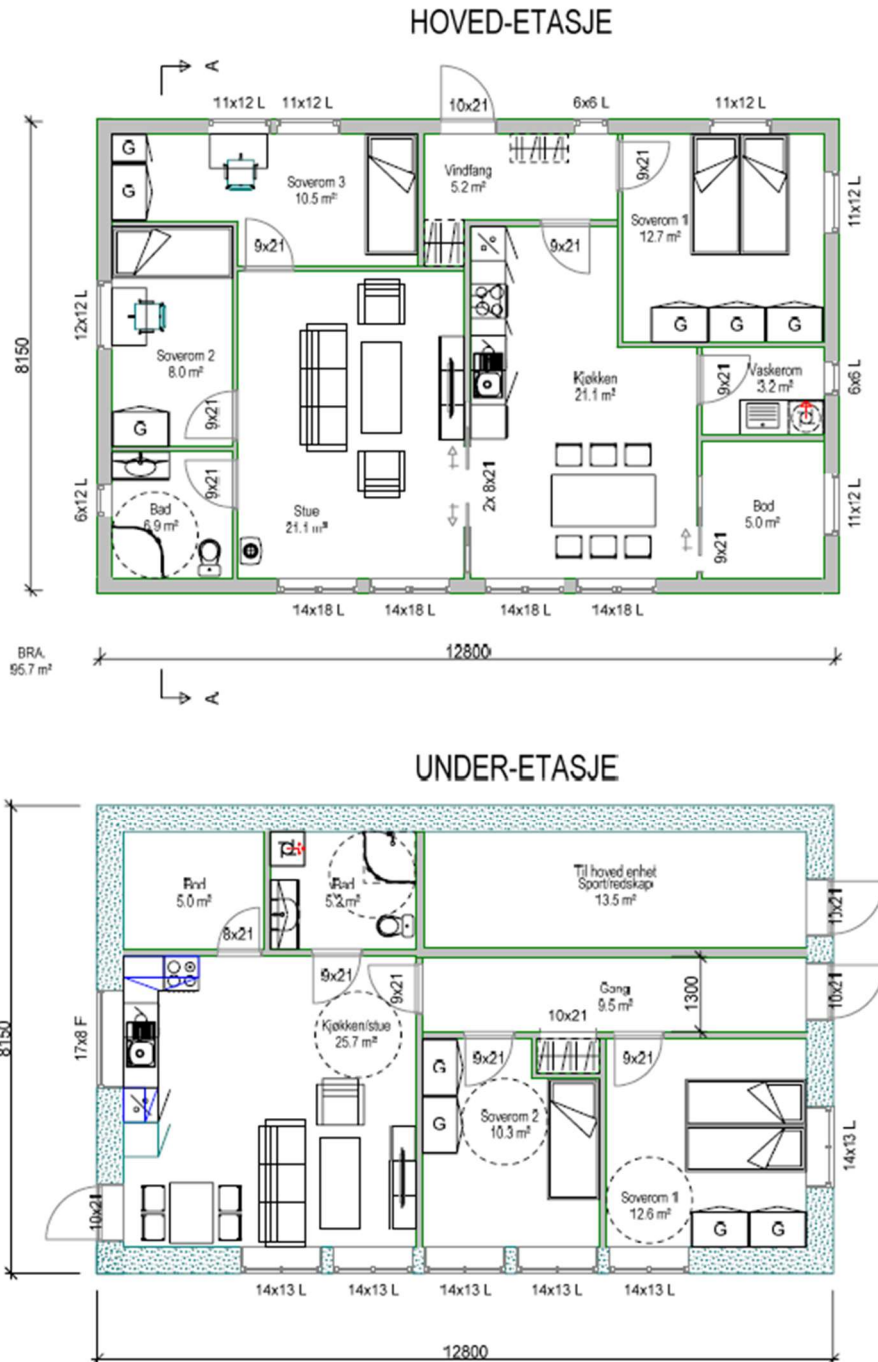 HOVED-ETASJE
A
11x12 L
11x12 L
10x21
6x6 L
11x12 L
G
G
Soverom 3
10.5 m²
Vindfang
5.2 m²
9x21
Soverom 1
12.7 m²
11x12 L
9x21
9x21
12x12 L
G
G
G
8150
Soverom 2
8.0 m²
Kjøkken
21.1 m²
9x21
Vaskerom
3.2 m²
6x6 L
G
9x21
6x12 L
Bad
6.9 m²
9x21
Stue
21.1 m²
2x 8x21
9x21
Bod
5.0 m²
11x12 L
14x18 L
14x18 L
14x18 L
14x18 L
BRA.
95.7 m²
12800
A
UNDER-ETASJE
Bod
5.0 m²
Bad
5.2 m²
Til hoved enhet
Sport/redskap
13.5 m²
10x21
8x21
9x21
9x21
Gang
9.5 m²
1300
10x21
8150
17x8 F
Kjøkken/stue
25.7 m²
10x21
9x21
9x21
G
G
Soverom 2
10.3 m²
14x13 L
Soverom 1
12.6 m²
10x21
G
G
14x13 L
14x13 L
14x13 L
14x13 L
14x13 L
12800